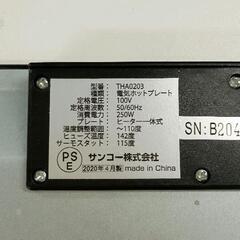 型番: THA0203
種類: 電気ホットプレート
定格電圧: 100V
定格周波数: 50/60Hz
消費電力: 250W
プレート: ヒーター一体式
温度調整範囲: ～110度
ヒューズ温度: 142度
サーモスタット: 115度
PS
E
サンコー株式会社
2020年4月製 made in China
SN:B204